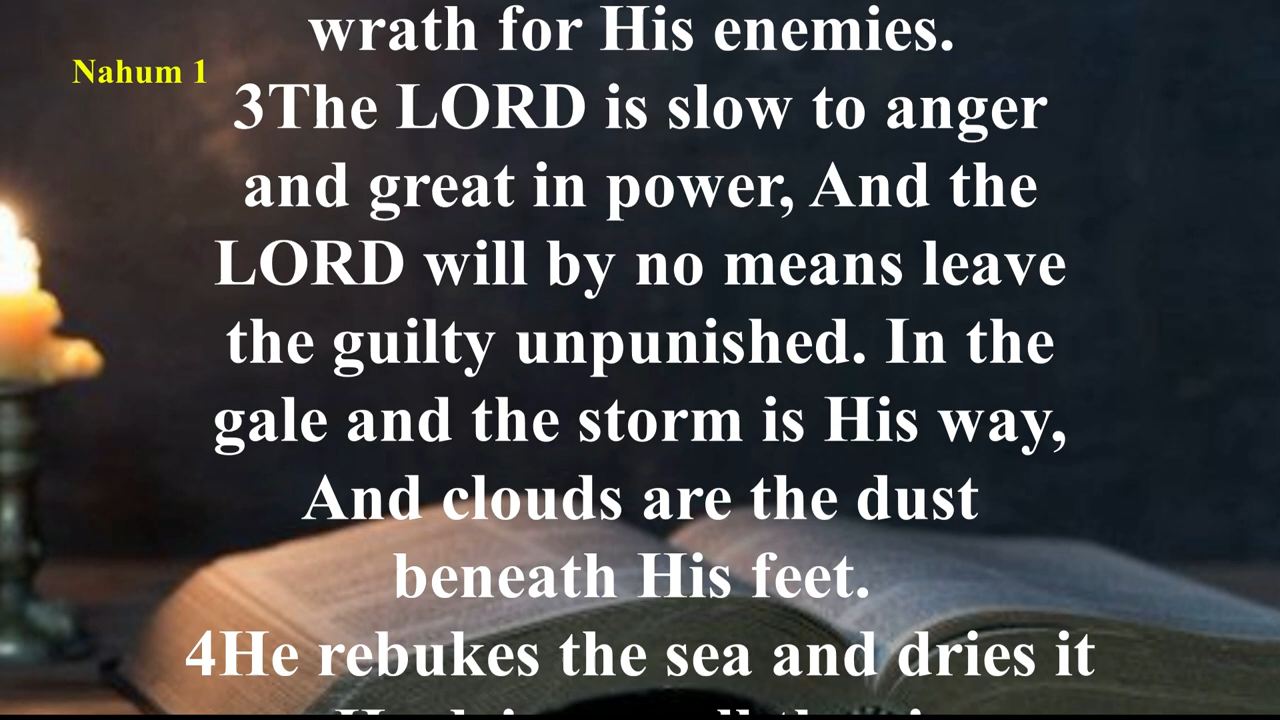 wrath for His enemies.
Nahum 1
3The LORD is slow to anger
and great in power, And the
LORD will by no means leave
the guilty unpunished. In the
gale and the storm is His way,
And clouds are the dust
beneath His feet.
4He rebukes the sea and dries it